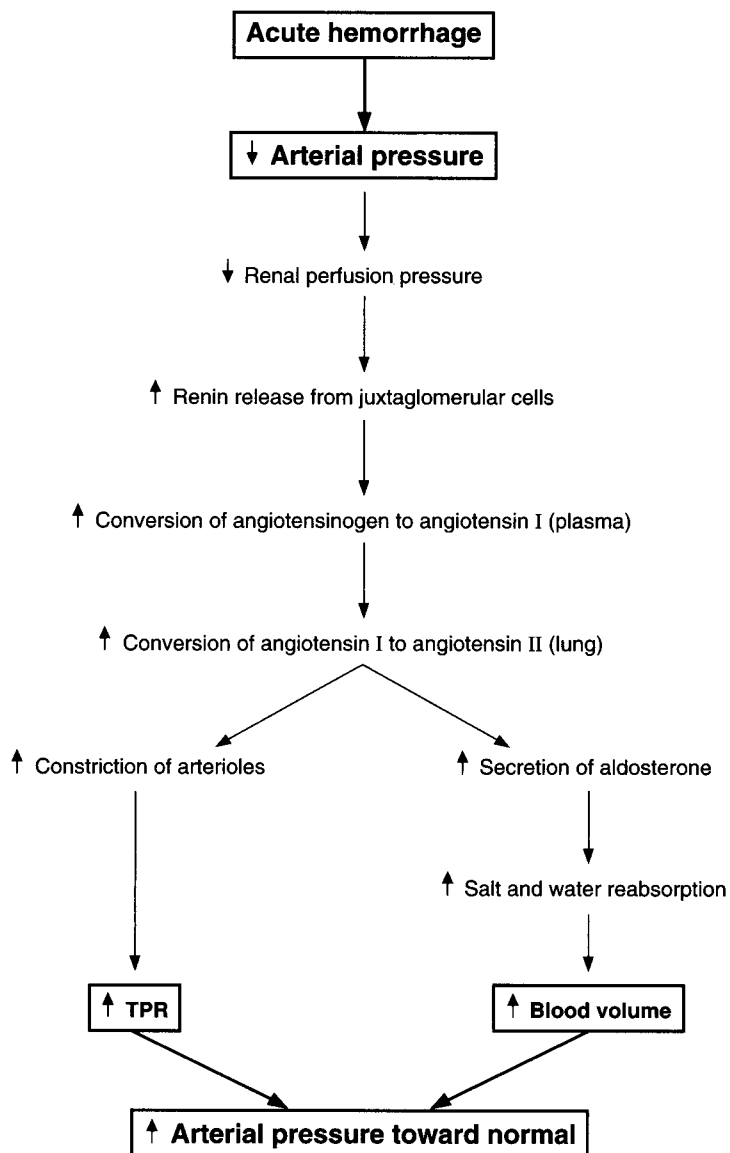 Acute hemorrhage
↓ Arterial pressure
↓ Renal perfusion pressure
↑ Renin release from juxtaglomerular cells
↑ Conversion of angiotensinogen to angiotensin I (plasma)
↑ Conversion of angiotensin I to angiotensin II (lung)
↑ Constriction of arterioles
↑ Secretion of aldosterone
↑ Salt and water reabsorption
↑ TPR
↑ Blood volume
↑ Arterial pressure toward normal